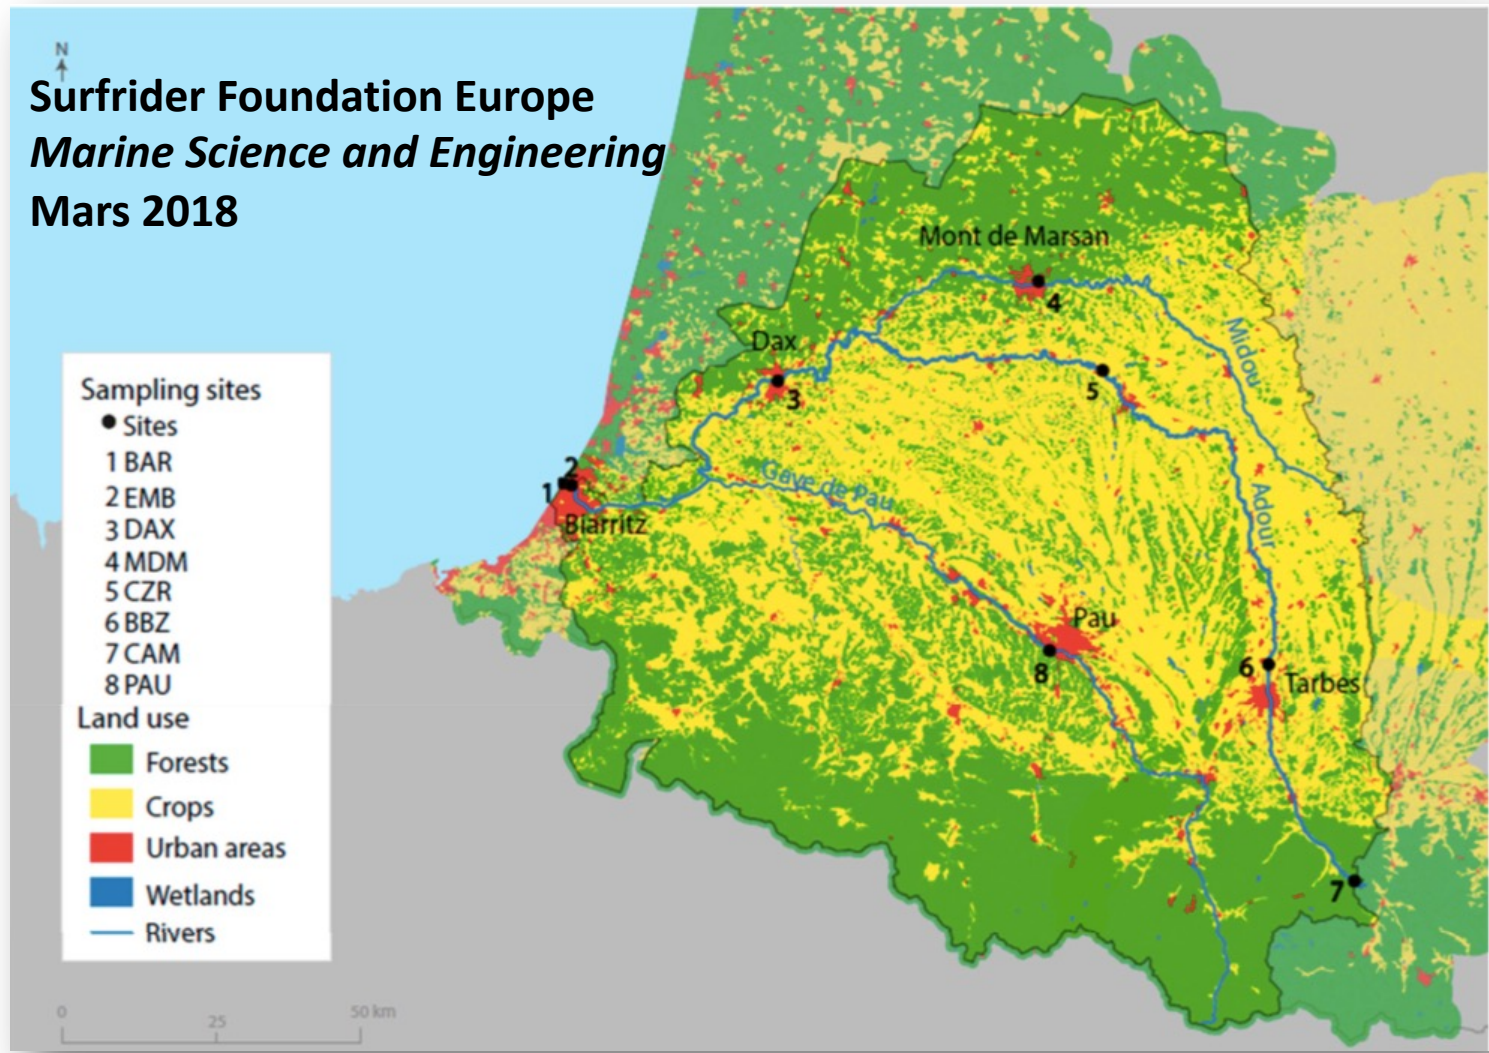 N
Surfrider Foundation Europe
Marine Science and Engineering
Mars 2018
Mont de Marsan
4
Midou
Dax
3
5
Sampling sites
Sites
1 BAR
2 EMB
3 DAX
4 MDM
5 CZR
6 BBZ
7 CAM
8 PAU
Land use
Forests
Crops
Urban areas
Wetlands
Rivers
2
1
Biarritz
Gave de Pau
Adour
Pau
8
6
Tarbes
7
0
25
50 km